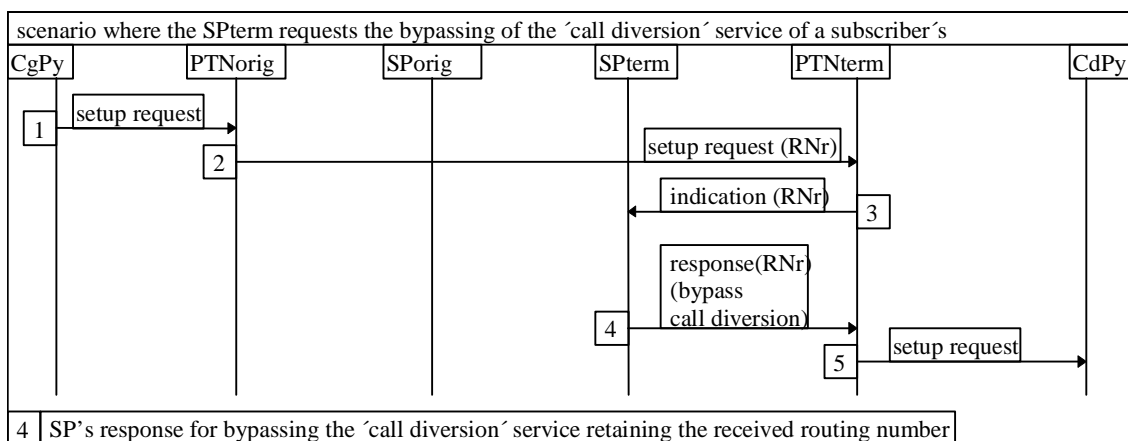 scenario where the SPterm requests the bypassing of the ´call diversion´ service of a subscriber´s
CgPy PTNorig SPorig SPterm PTNterm CdPy
1 setup request
2 setup request (RNr)
indication (RNr) 3
response(RNr)
(bypass
call diversion)
4
5 setup request
4 SP’s response for bypassing the ´call diversion´ service retaining the received routing number